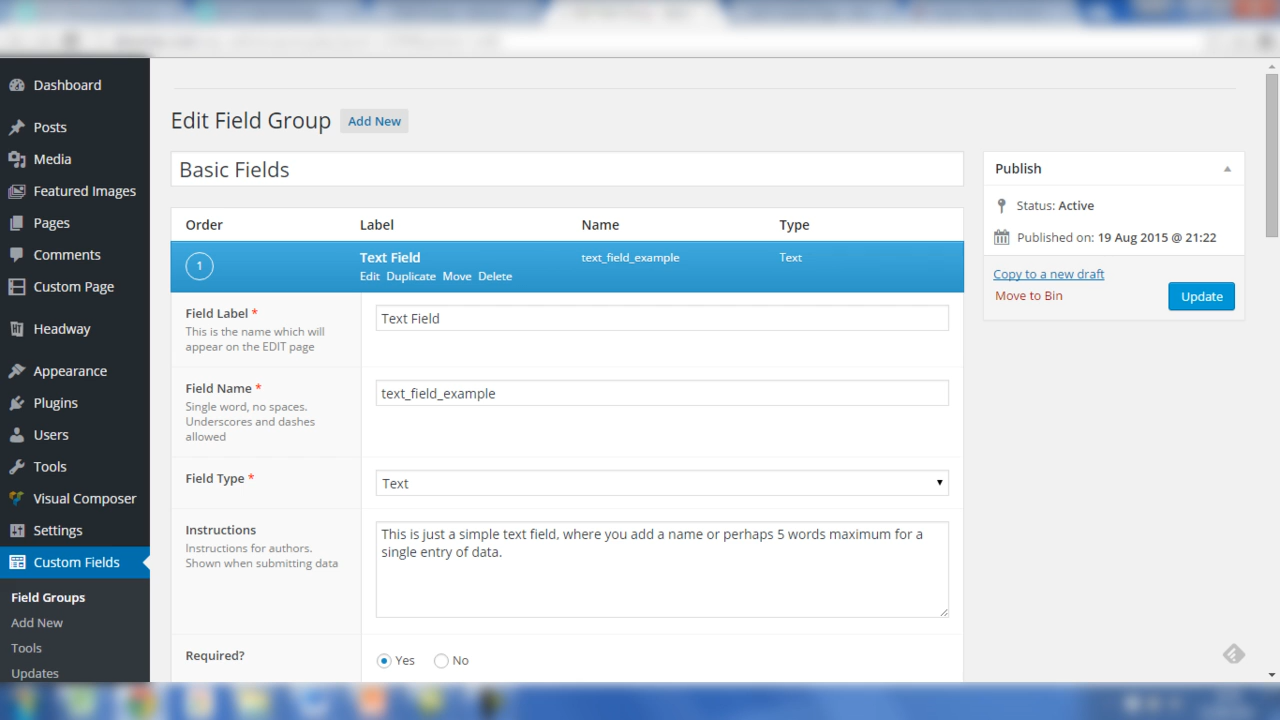 Dashboard
Posts
Media
Featured Images
Pages
Comments
Custom Page
Headway
Appearance
Plugins
Users
Tools
Visual Composer
Settings
Custom Fields
Field Groups
Add New
Tools
Updates
Edit Field Group Add New
Basic Fields
Order Label Name Type
1 Text Field text_field_example Text
Edit Duplicate Move Delete
Field Label *
This is the name which will
appear on the EDIT page
Text Field
Field Name *
Single word, no spaces.
Underscores and dashes
allowed
text_field_example
Field Type *
Text
Instructions
Instructions for authors.
Shown when submitting data
This is just a simple text field, where you add a name or perhaps 5 words maximum for a
single entry of data.
Required?
Yes No
Publish
Status: Active
Published on: 19 Aug 2015 @ 21:22
Copy to a new draft
Move to Bin
Update